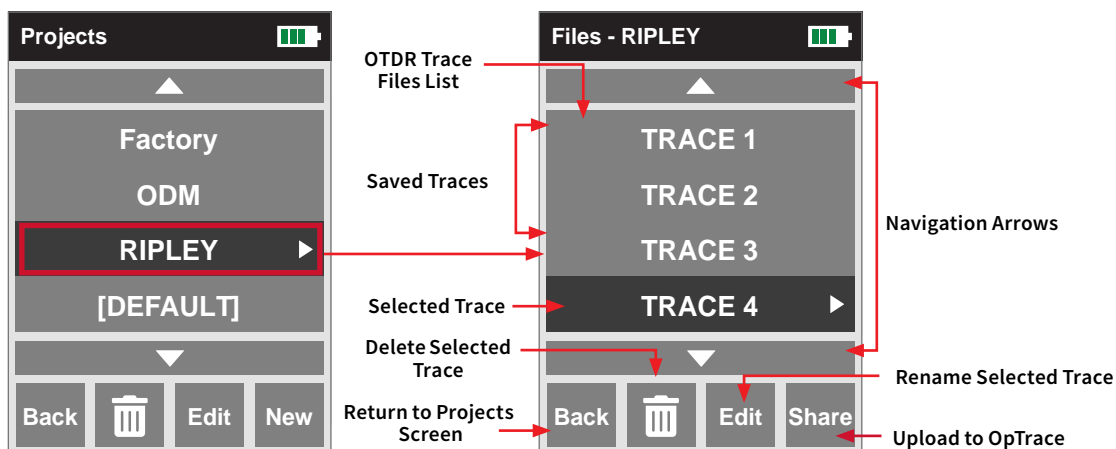 Projects
Factory
ODM
RIPLEY
[DEFAULT]
Back
Edit
New
OTDR Trace
Files List
Saved Traces
Selected Trace
Delete Selected
Trace
Return to Projects
Screen
Files - RIPLEY
TRACE 1
TRACE 2
TRACE 3
TRACE 4
Back
Edit
Share
Navigation Arrows
Rename Selected Trace
Upload to OpTrace